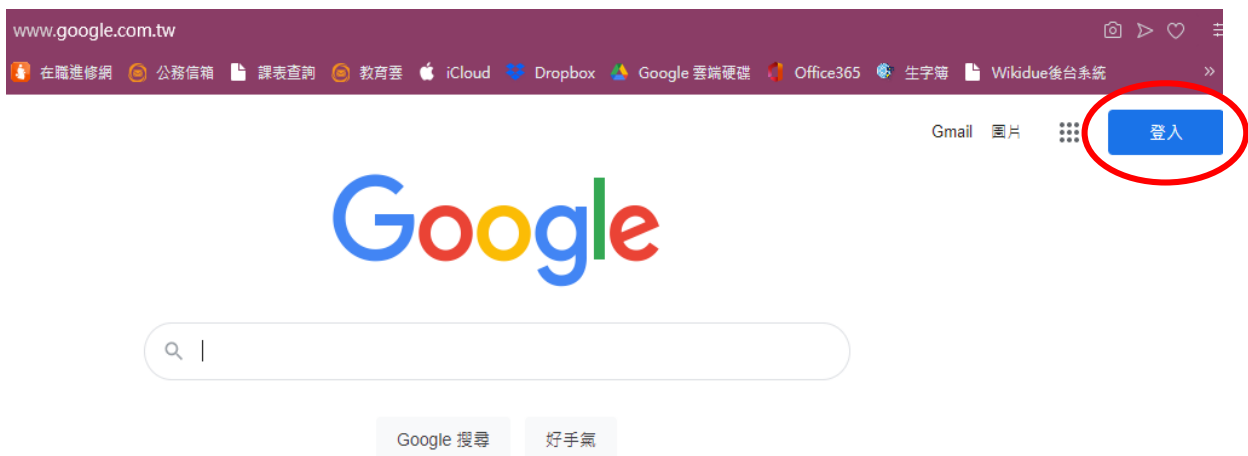 www.google.com.tw
在職進修網 公務信箱 課表查詢 教育雲 iCloud Dropbox Google 雲端硬碟 Office365 生字簿 Wikidue後台系統 »
Gmail 圖片 登入
Google
Google 搜尋 好手氣